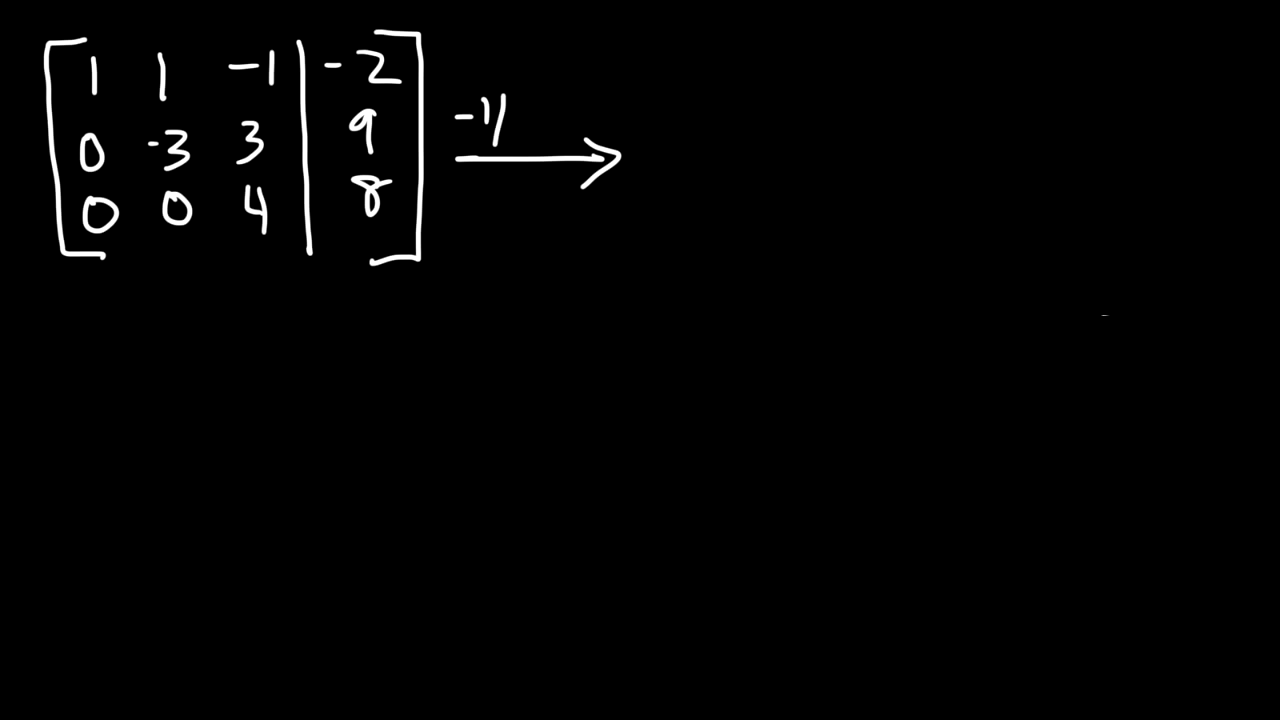 [ 1 1 -1 | -2 ]
[ 0 -3 3 | 9 ] -1/ →
[ 0 0 4 | 8 ]